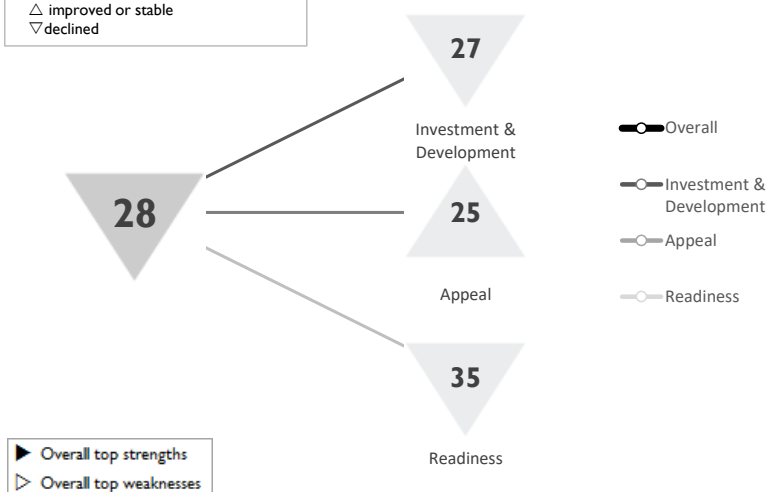 △ improved or stable
▽ declined
27
Investment &
Development
28
25
Appeal
35
Readiness
Overall
Investment &
Development
Appeal
Readiness
▶ Overall top strengths
▷ Overall top weaknesses